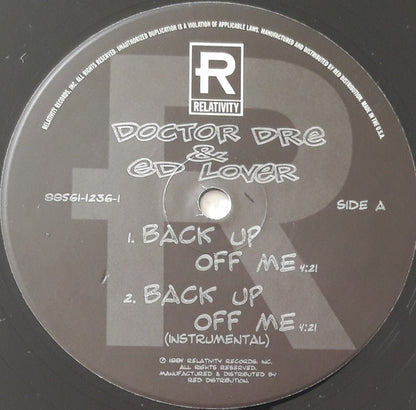 RELATIVITY RECORDS, INC. ALL RIGHTS RESERVED. UNAUTHORIZED DUPLICATION IS A VIOLATION OF APPLICABLE LAWS. MANUFACTURED AND DISTRIBUTED BY RED DISTRIBUTION. MADE IN THE U.S.A.
R
RELATIVITY
DOCTOR DRE
&
ED LOVER
88561-1236-1
SIDE A
1. BACK UP
OFF ME 4:21
2. BACK UP
OFF ME 4:21
(INSTRUMENTAL)
© 1994 RELATIVITY RECORDS, INC.
ALL RIGHTS RESERVED.
MANUFACTURED & DISTRIBUTED BY
RED DISTRIBUTION.